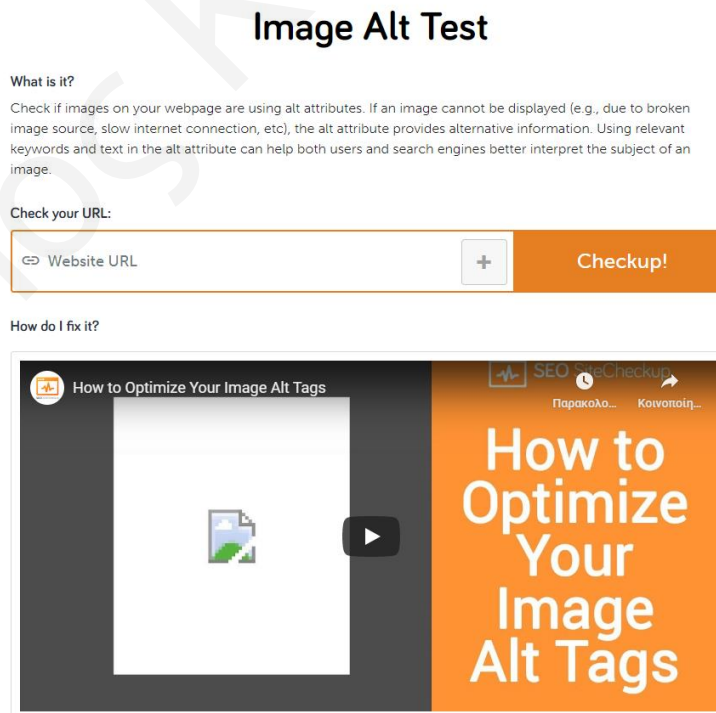 Image Alt Test
What is it?
Check if images on your webpage are using alt attributes. If an image cannot be displayed (e.g., due to broken
image source, slow internet connection, etc), the alt attribute provides alternative information. Using relevant
keywords and text in the alt attribute can help both users and search engines better interpret the subject of an
image.
Check your URL:
Website URL
+
Checkup!
How do I fix it?
How to Optimize Your Image Alt Tags
SEO SiteCheckup
Παρακολο...
Κοινοποίη...
How to
Optimize
Your
Image
Alt Tags